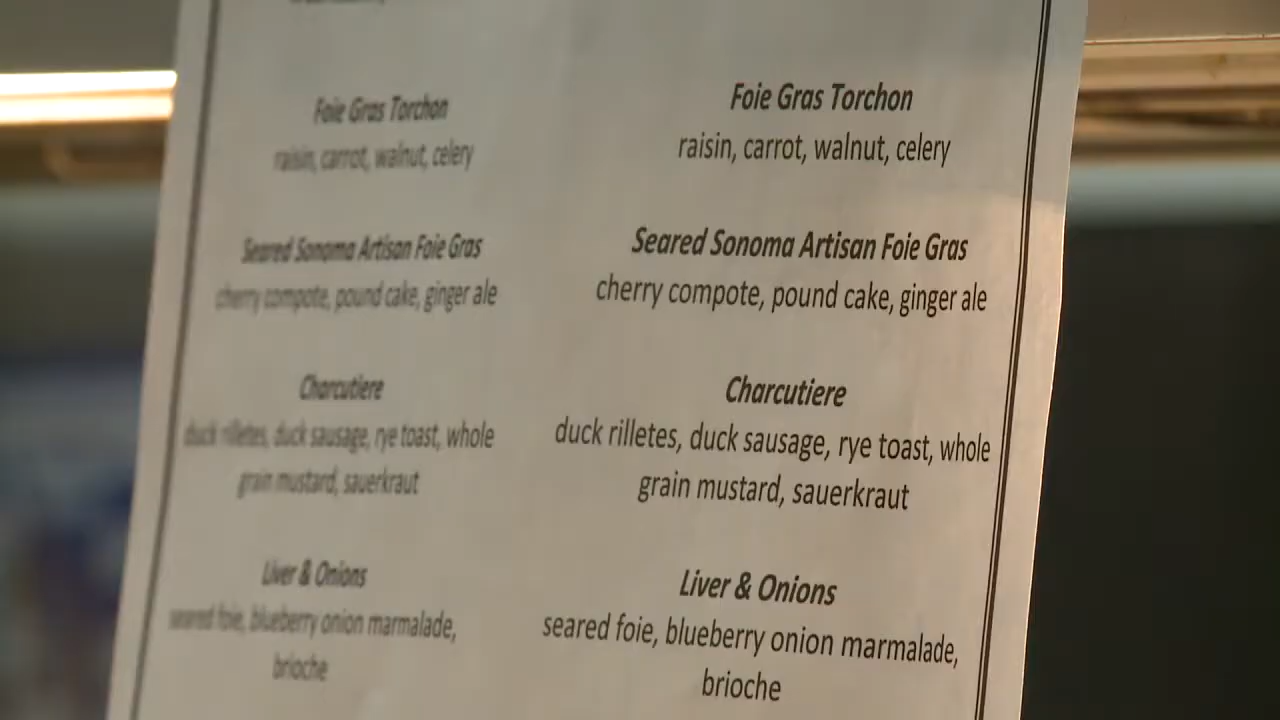 Foie Gras Torchon
raisin, carrot, walnut, celery
Seared Sonoma Artisan Foie Gras
cherry compote, pound cake, ginger ale
Charcutiere
duck rilletes, duck sausage, rye toast, whole
grain mustard, sauerkraut
Liver & Onions
seared foie, blueberry onion marmalade,
brioche
Foie Gras Torchon
raisin, carrot, walnut, celery
Seared Sonoma Artisan Foie Gras
cherry compote, pound cake, ginger ale
Charcutiere
duck rilletes, duck sausage, rye toast, whole
grain mustard, sauerkraut
Liver & Onions
seared foie, blueberry onion marmalade,
brioche